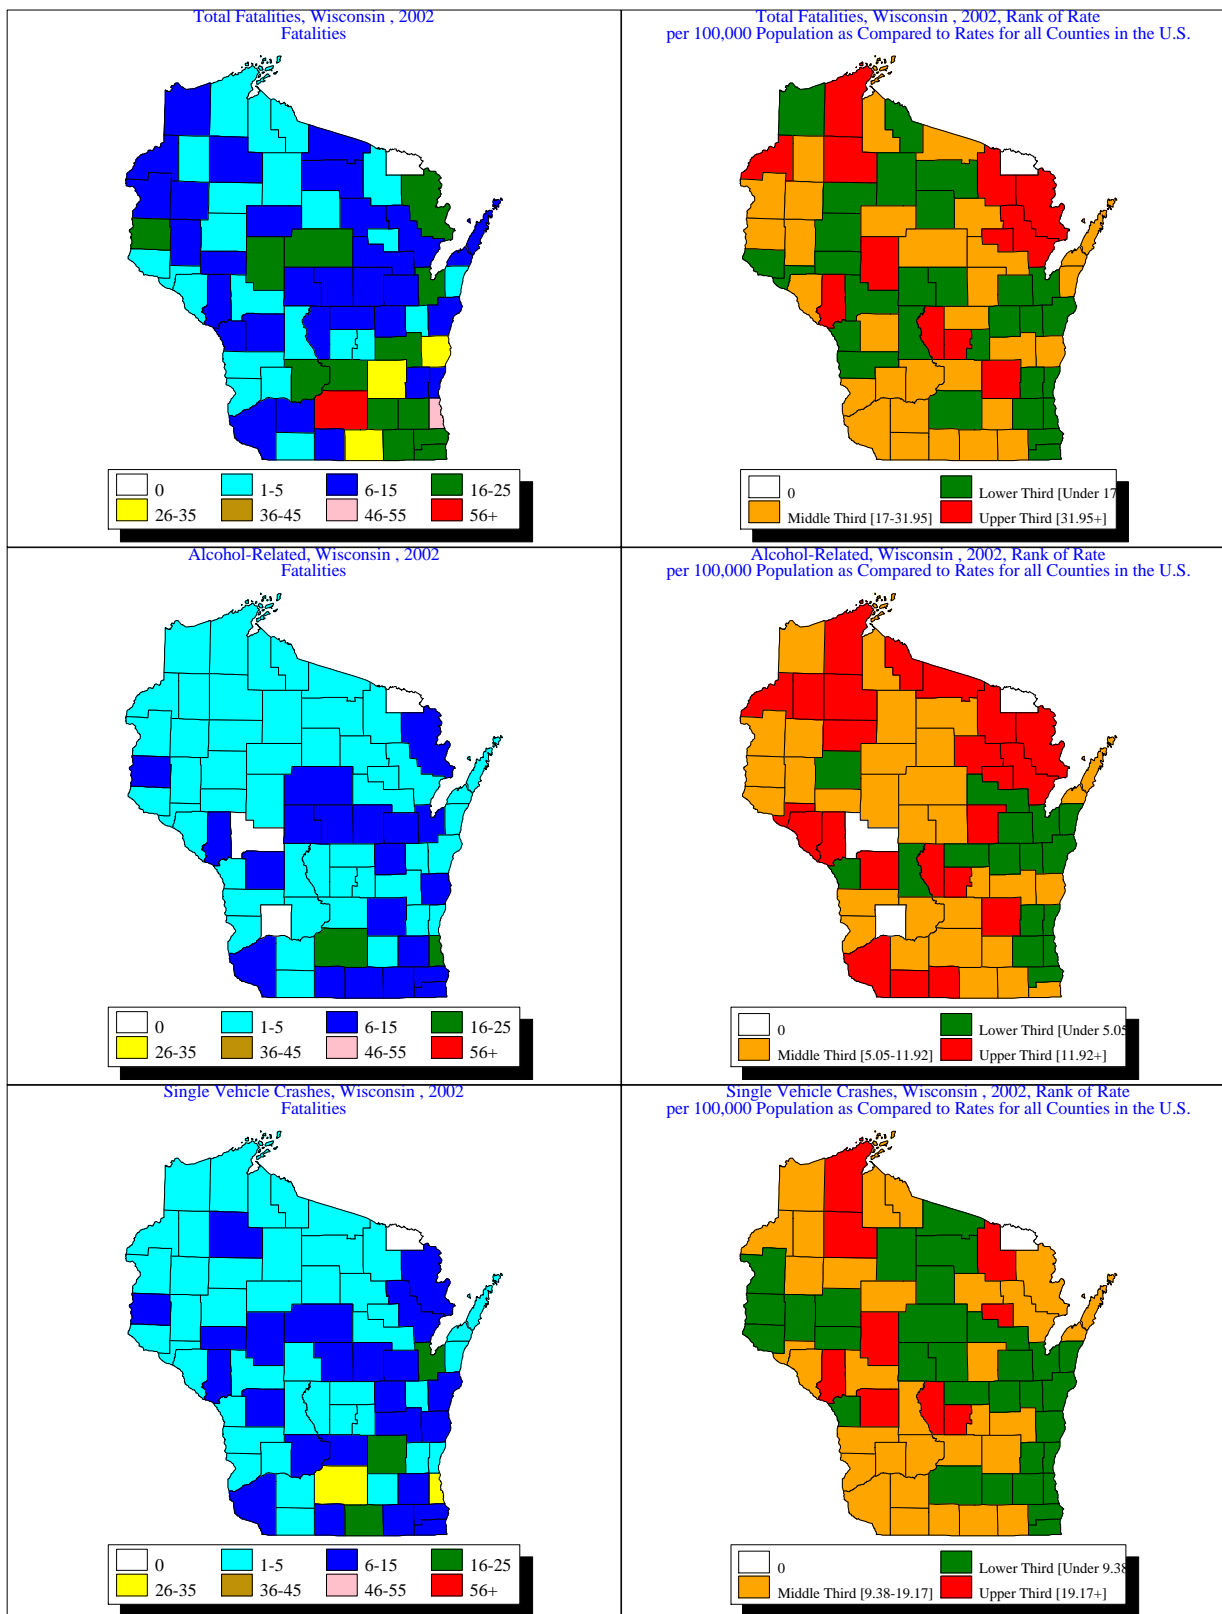 Total Fatalities, Wisconsin , 2002
Fatalities
0
1-5
6-15
16-25
26-35
36-45
46-55
56+
Total Fatalities, Wisconsin , 2002, Rank of Rate
per 100,000 Population as Compared to Rates for all Counties in the U.S.
0
Lower Third [Under 17
Middle Third [17-31.95]
Upper Third [31.95+]
Alcohol-Related, Wisconsin , 2002
Fatalities
0
1-5
6-15
16-25
26-35
36-45
46-55
56+
Alcohol-Related, Wisconsin , 2002, Rank of Rate
per 100,000 Population as Compared to Rates for all Counties in the U.S.
0
Lower Third [Under 5.05
Middle Third [5.05-11.92]
Upper Third [11.92+]
Single Vehicle Crashes, Wisconsin , 2002
Fatalities
0
1-5
6-15
16-25
26-35
36-45
46-55
56+
Single Vehicle Crashes, Wisconsin , 2002, Rank of Rate
per 100,000 Population as Compared to Rates for all Counties in the U.S.
0
Lower Third [Under 9.38
Middle Third [9.38-19.17]
Upper Third [19.17+]